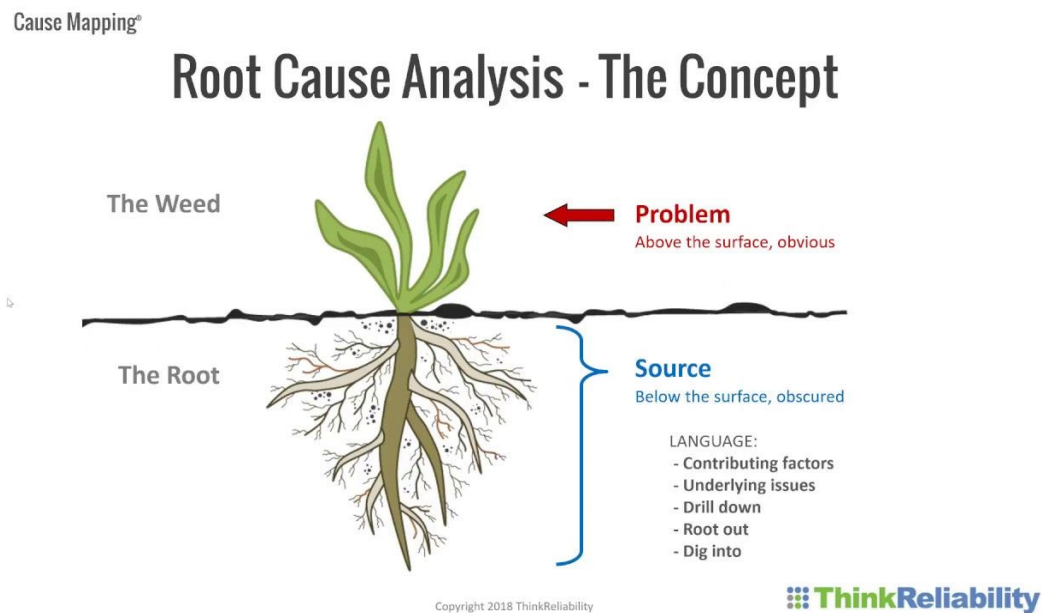 Cause Mapping®
Root Cause Analysis - The Concept
The Weed
Problem
Above the surface, obvious
The Root
Source
Below the surface, obscured
LANGUAGE:
- Contributing factors
- Underlying issues
- Drill down
- Root out
- Dig into
Copyright 2018 ThinkReliability
ThinkReliability